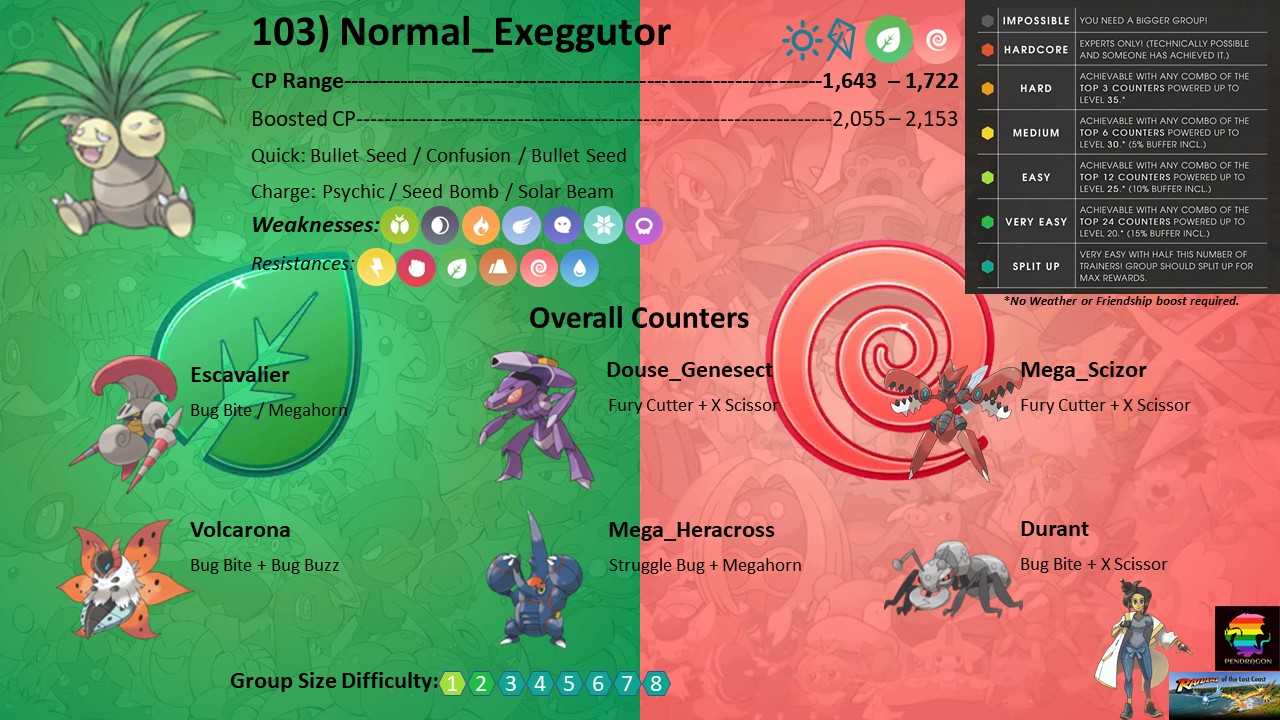 103) Normal_Exeggutor
CP Range--------------------------------------------------------------------1,643 – 1,722
Boosted CP--------------------------------------------------------------------2,055 – 2,153
Quick: Bullet Seed / Confusion / Bullet Seed
Charge: Psychic / Seed Bomb / Solar Beam
Weaknesses:
Resistances:
IMPOSSIBLE YOU NEED A BIGGER GROUP!
HARDCORE EXPERTS ONLY! (TECHNICALLY POSSIBLE
AND SOMEONE HAS ACHIEVED IT.)
HARD ACHIEVABLE WITH ANY COMBO OF THE
TOP 3 COUNTERS POWERED UP TO
LEVEL 35.*
MEDIUM ACHIEVABLE WITH ANY COMBO OF THE
TOP 6 COUNTERS POWERED UP TO
LEVEL 30.* (5% BUFFER INCL.)
EASY ACHIEVABLE WITH ANY COMBO OF THE
TOP 12 COUNTERS POWERED UP TO
LEVEL 25.* (10% BUFFER INCL.)
VERY EASY ACHIEVABLE WITH ANY COMBO OF THE
TOP 24 COUNTERS POWERED UP TO
LEVEL 20.* (15% BUFFER INCL.)
SPLIT UP VERY EASY WITH HALF THIS NUMBER OF
TRAINERS! GROUP SHOULD SPLIT UP FOR
MAX REWARDS.
*No Weather or Friendship boost required.
Overall Counters
Escavalier
Bug Bite / Megahorn
Douse_Genesect
Fury Cutter + X Scissor
Mega_Scizor
Fury Cutter + X Scissor
Volcarona
Bug Bite + Bug Buzz
Mega_Heracross
Struggle Bug + Megahorn
Durant
Bug Bite + X Scissor
Group Size Difficulty: 1 2 3 4 5 6 7 8
PENDRAGON
RAIDERS of the Lost Coast